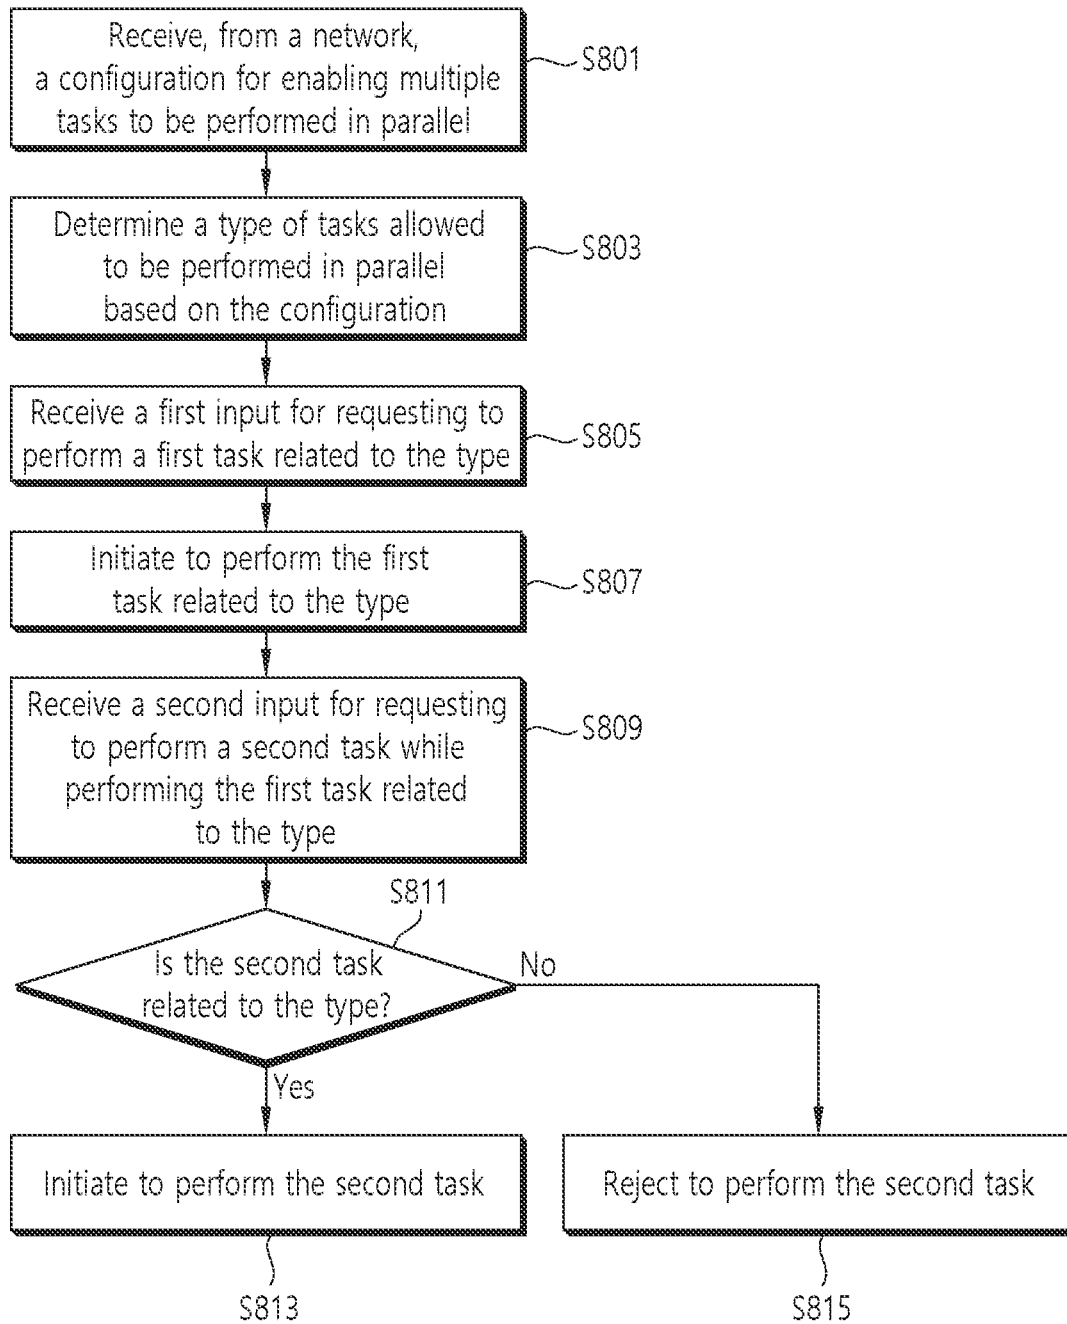 Receive, from a network,
a configuration for enabling multiple
tasks to be performed in parallel
S801
Determine a type of tasks allowed
to be performed in parallel
based on the configuration
S803
Receive a first input for requesting to
perform a first task related to the type
S805
Initiate to perform the first
task related to the type
S807
Receive a second input for requesting
to perform a second task while
performing the first task related
to the type
S809
S811
Is the second task
related to the type?
No
Yes
Initiate to perform the second task
Reject to perform the second task
S813
S815